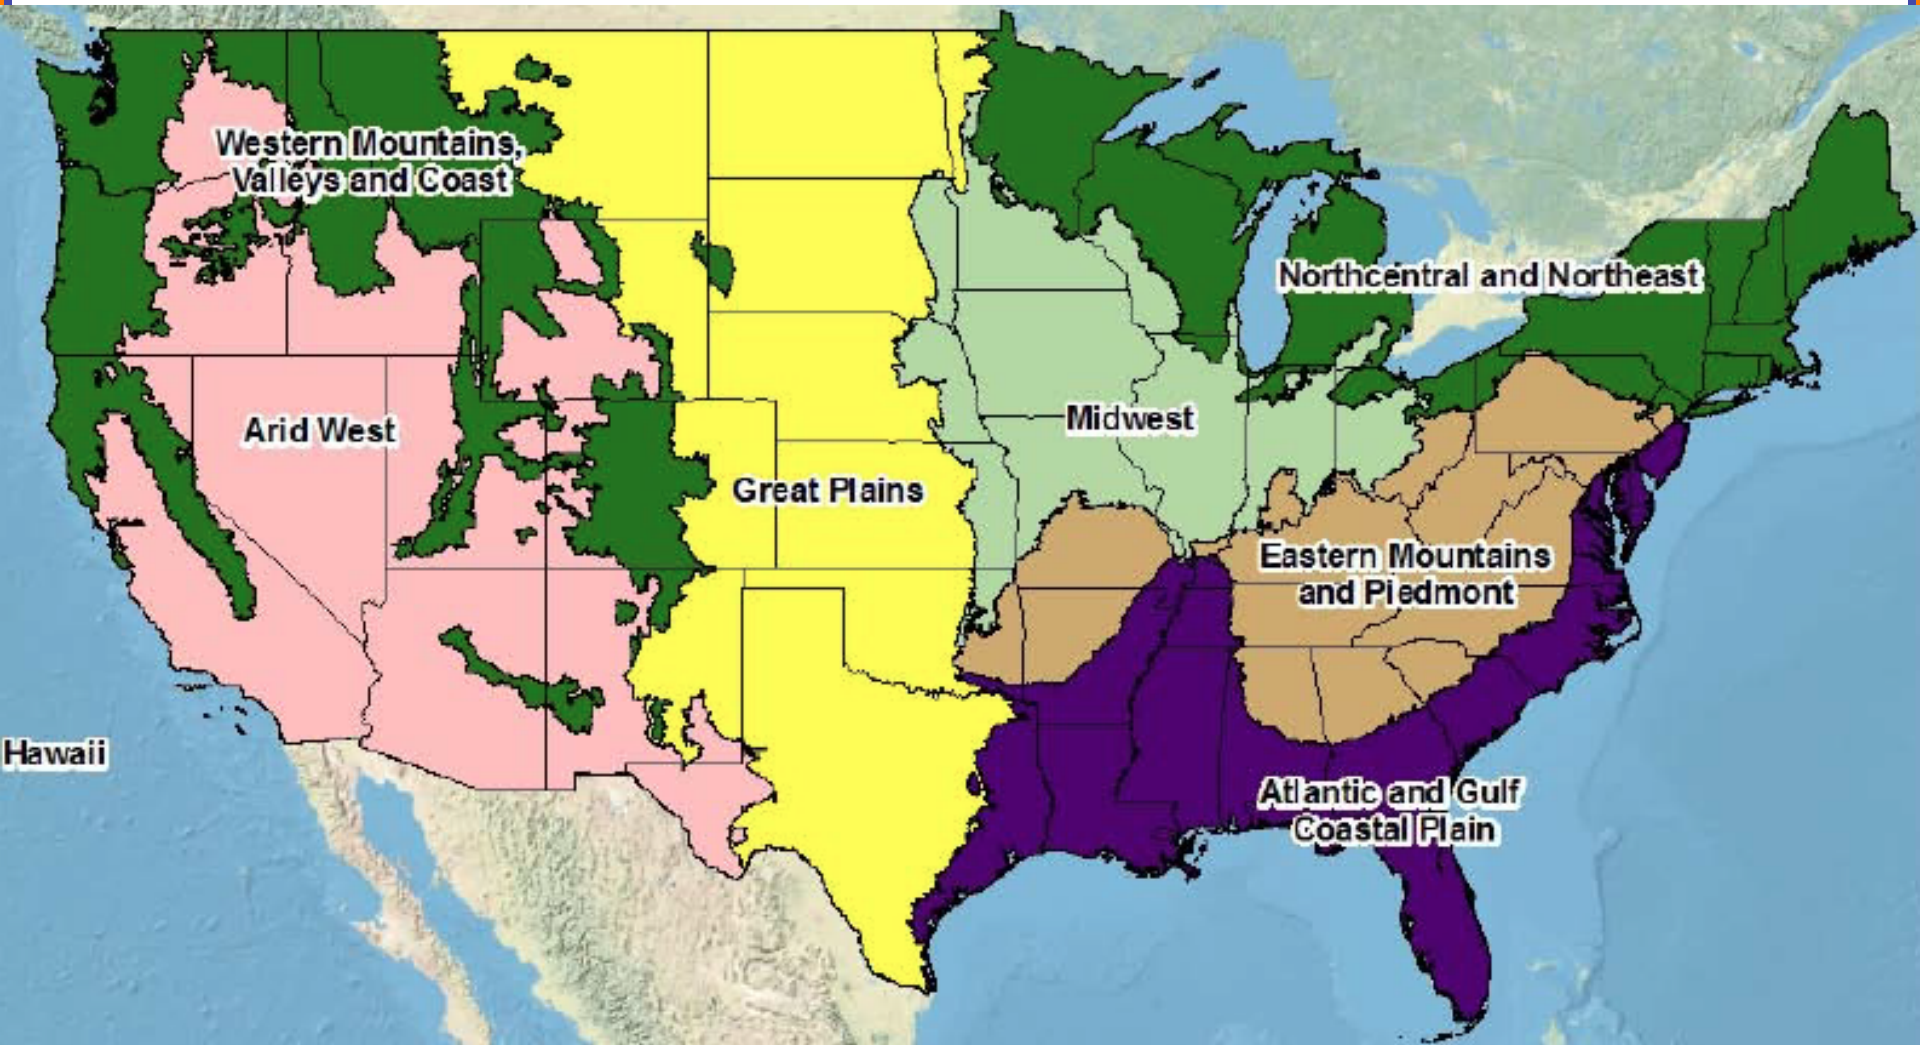 Western Mountains,
Valleys and Coast
Northcentral and Northeast
Arid West
Midwest
Great Plains
Eastern Mountains
and Piedmont
Hawaii
Atlantic and Gulf
Coastal Plain